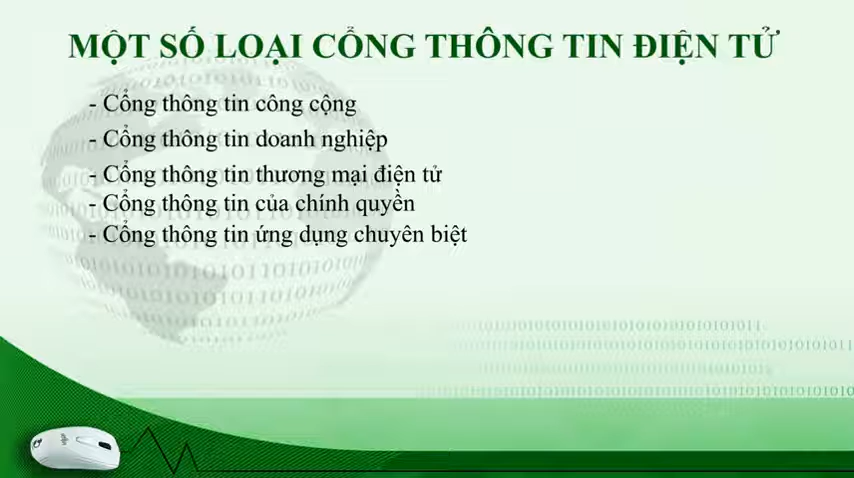 MỘT SỐ LOẠI CỔNG THÔNG TIN ĐIỆN TỬ
- Cổng thông tin công cộng
- Cổng thông tin doanh nghiệp
- Cổng thông tin thương mại điện tử
- Cổng thông tin của chính quyền
- Cổng thông tin ứng dụng chuyên biệt